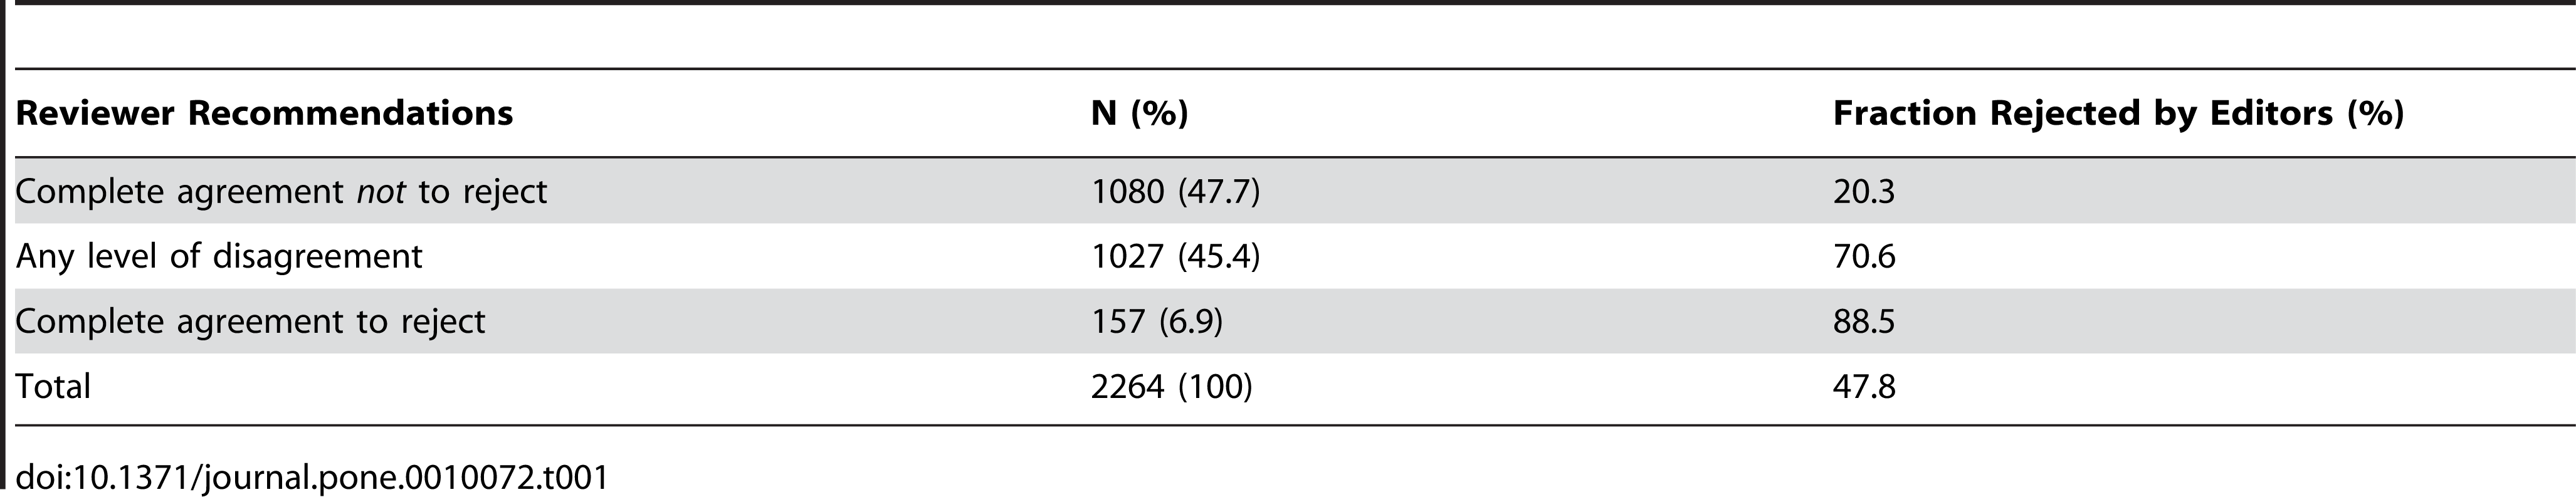 Reviewer Recommendations N (%) Fraction Rejected by Editors (%)
Complete agreement not to reject 1080 (47.7) 20.3
Any level of disagreement 1027 (45.4) 70.6
Complete agreement to reject 157 (6.9) 88.5
Total 2264 (100) 47.8
doi:10.1371/journal.pone.0010072.t001